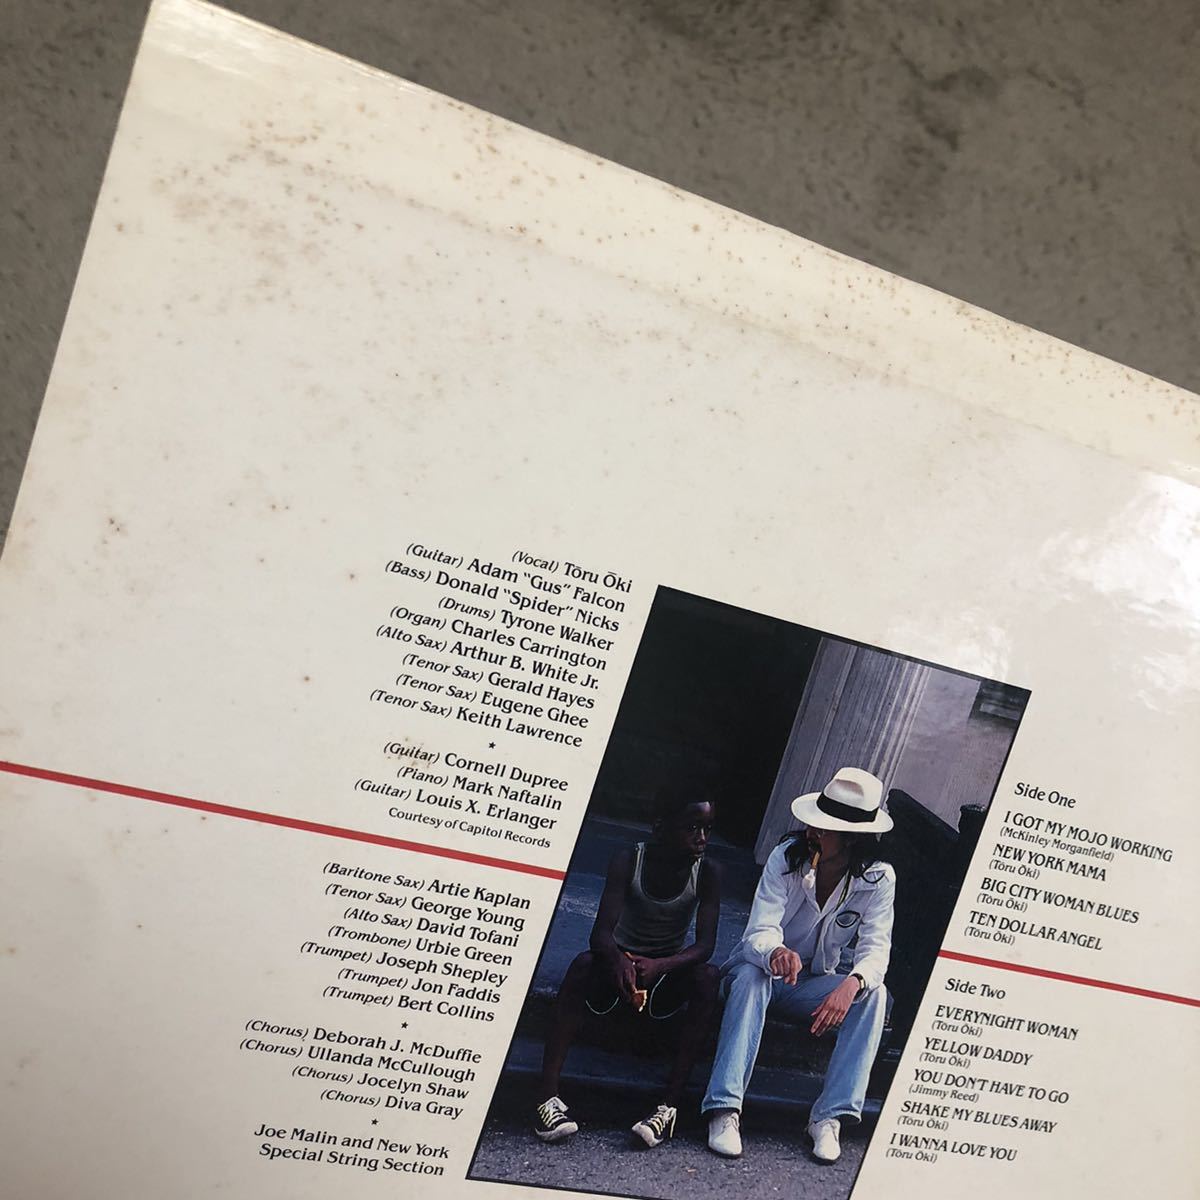 (Vocal) Tōru Ōki
(Guitar) Adam "Gus" Falcon
(Bass) Donald "Spider" Nicks
(Drums) Tyrone Walker
(Organ) Charles Carrington
(Alto Sax) Arthur B. White Jr.
(Tenor Sax) Gerald Hayes
(Tenor Sax) Eugene Ghee
(Tenor Sax) Keith Lawrence
★
(Guitar) Cornell Dupree
(Piano) Mark Naftalin
(Guitar) Louis X. Erlanger
Courtesy of Capitol Records
(Baritone Sax) Artie Kaplan
(Tenor Sax) George Young
(Alto Sax) David Tofani
(Trombone) Urbie Green
(Trumpet) Joseph Shepley
(Trumpet) Jon Faddis
(Trumpet) Bert Collins
★
(Chorus) Deborah J. McDuffie
(Chorus) Ullanda McCullough
(Chorus) Jocelyn Shaw
(Chorus) Diva Gray
★
Joe Malin and New York
Special String Section
Side One
I GOT MY MOJO WORKING
(McKinley Morganfield)
NEW YORK MAMA
(Tōru Ōki)
BIG CITY WOMAN BLUES
(Tōru Ōki)
TEN DOLLAR ANGEL
(Tōru Ōki)
Side Two
EVERYNIGHT WOMAN
(Tōru Ōki)
YELLOW DADDY
(Tōru Ōki)
YOU DON'T HAVE TO GO
(Jimmy Reed)
SHAKE MY BLUES AWAY
(Tōru Ōki)
I WANNA LOVE YOU
(Tōru Ōki)